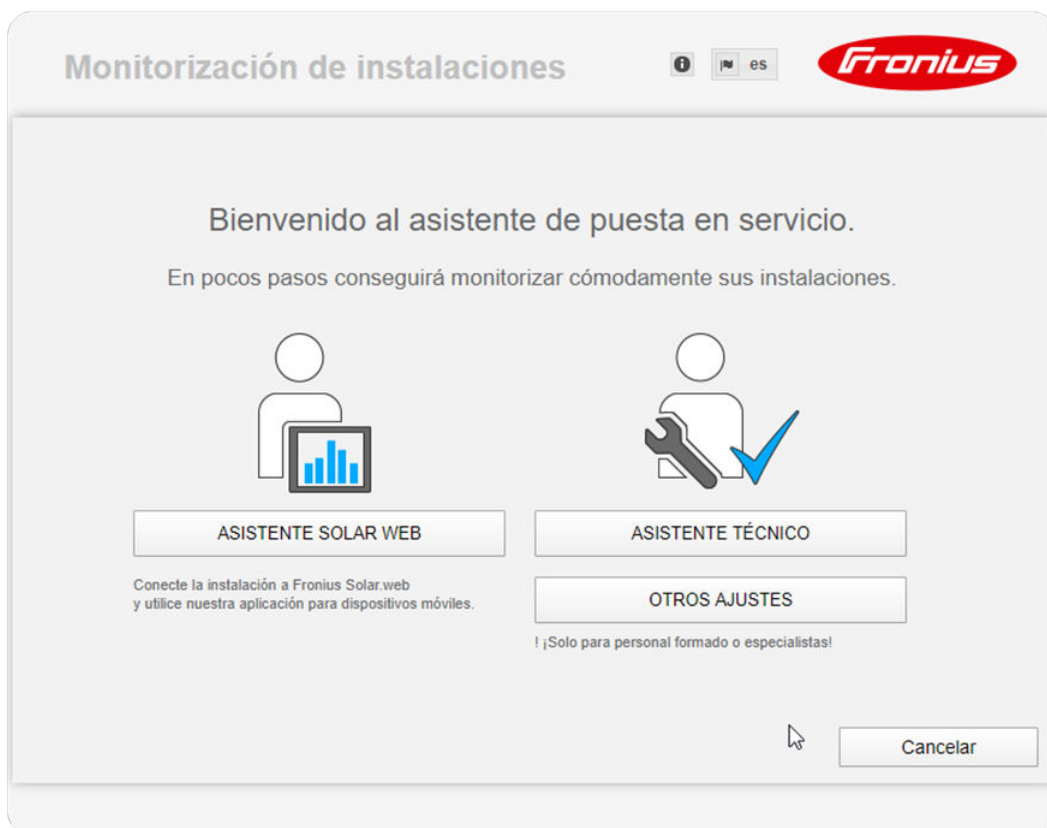 Monitorización de instalaciones
es
Fronius
Bienvenido al asistente de puesta en servicio.
En pocos pasos conseguirá monitorizar cómodamente sus instalaciones.
ASISTENTE SOLAR WEB
ASISTENTE TÉCNICO
Conecte la instalación a Fronius Solar.web
y utilice nuestra aplicación para dispositivos móviles.
OTROS AJUSTES
! ¡Solo para personal formado o especialistas!
Cancelar